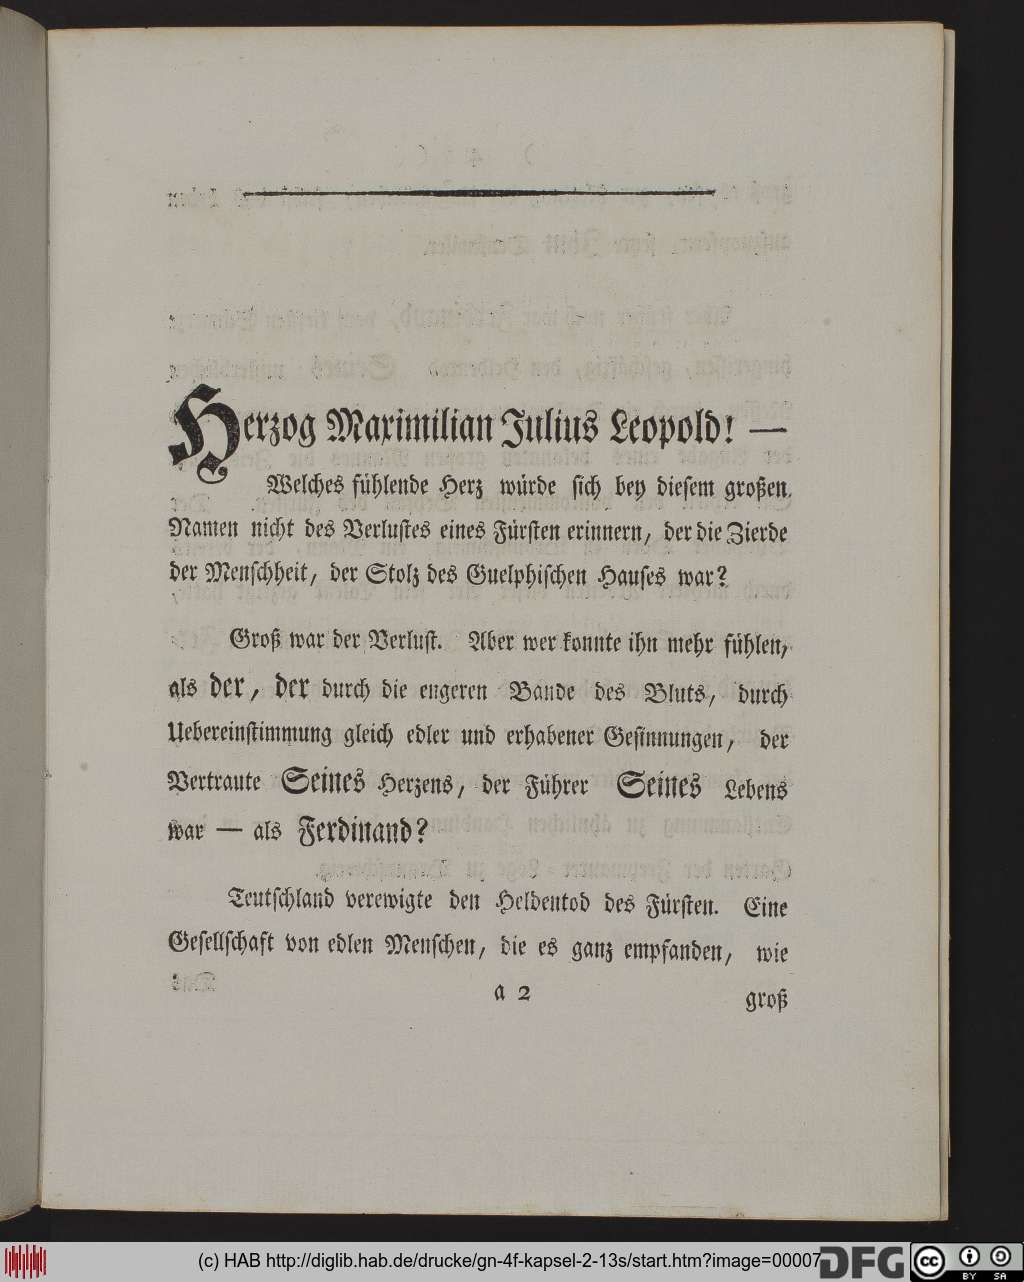 Herzog Maximilian Julius Leopold! —
Welches fühlende Herz würde sich bey diesem großen
Namen nicht des Verlustes eines Fürsten erinnern, der die Zierde
der Menschheit, der Stolz des Guelphischen Hauses war?
Groß war der Verlust. Aber wer konnte ihn mehr fühlen,
als der, der durch die engeren Bande des Bluts, durch
Uebereinstimmung gleich edler und erhabener Gesinnungen, der
Vertraute Seines Herzens, der Führer Seines Lebens
war — als Ferdinand?
Teutschland verewigte den Heldentod des Fürsten. Eine
Gesellschaft von edlen Menschen, die es ganz empfanden, wie
a 2
groß
(c) HAB http://diglib.hab.de/drucke/gn-4f-kapsel-2-13s/start.htm?image=00007
DFG
cc BY SA